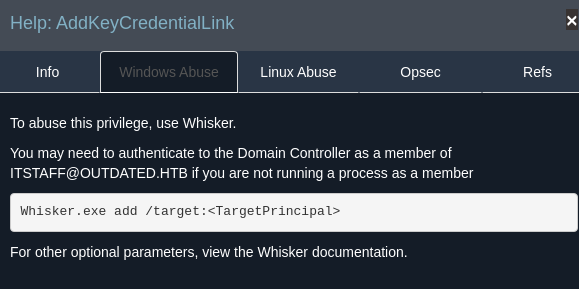 Help: AddKeyCredentialLink
×
Info
Windows Abuse
Linux Abuse
Opsec
Refs
To abuse this privilege, use Whisker.
You may need to authenticate to the Domain Controller as a member of
ITSTAFF@OUTDATED.HTB if you are not running a process as a member
Whisker.exe add /target:<TargetPrincipal>
For other optional parameters, view the Whisker documentation.